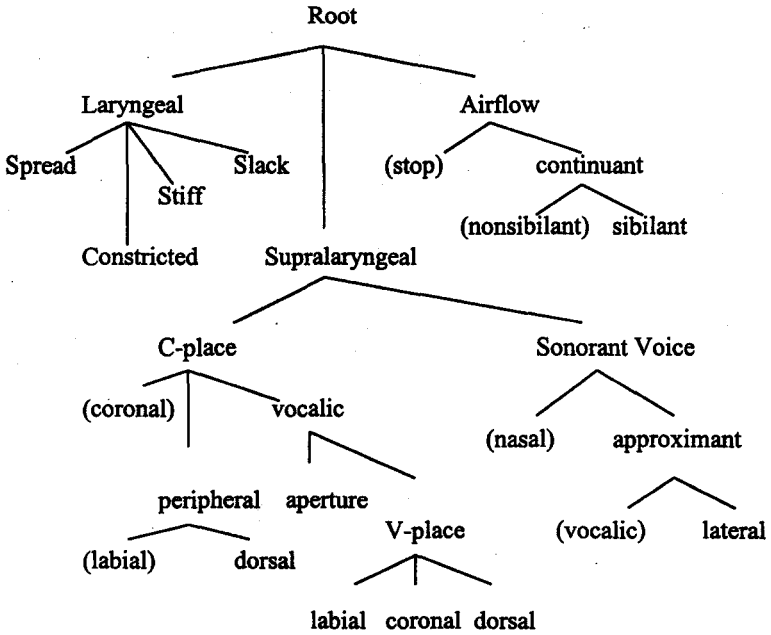 Root
Laryngeal Airflow
Spread Slack (stop) continuant
Stiff
(nonsibilant) sibilant
Constricted Supralaryngeal
C-place Sonorant Voice
(coronal) vocalic
(nasal) approximant
peripheral aperture
V-place (vocalic) lateral
(labial) dorsal
labial coronal dorsal